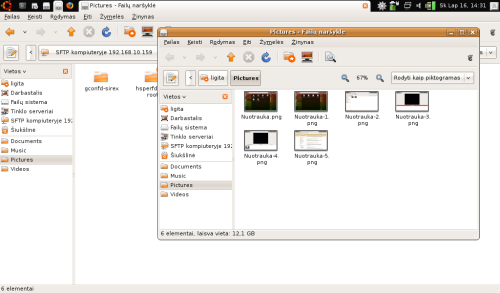 Pictures - Failų naršyklė
Sk Lap 16, 14:31
Failas Keisti Rodymas Eiti Žymelės Žinynas
SFTP kompiuteryje 192.168.10.159
Vietos
ligita
Darbastalis
Failų sistema
Tinklo serveriai
SFTP kompiuteryje 192
Šiukšlinė
Documents
Music
Pictures
Videos
gconfd-sirex
hsperfd
root
6 elementai
Pictures - Failų naršyklė
Failas Keisti Rodymas Eiti Žymelės Žinynas
ligita Pictures
67%
Rodyti kaip piktogramas
Vietos
ligita
Darbastalis
Failų sistema
Tinklo serveriai
SFTP kompiuteryje 192
Šiukšlinė
Documents
Music
Pictures
Videos
Nuotrauka.png
Nuotrauka-1.png
Nuotrauka-2.png
Nuotrauka-3.png
Nuotrauka-4.png
Nuotrauka-5.png
6 elementai, laisva vieta: 12,1 GB